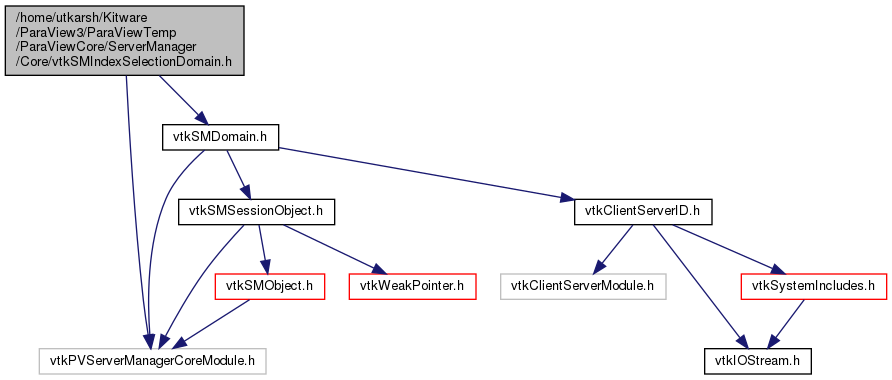 /home/utkarsh/Kitware
/ParaView3/ParaViewTemp
/ParaViewCore/ServerManager
/Core/vtkSMIndexSelectionDomain.h
vtkSMDomain.h
vtkSMSessionObject.h
vtkClientServerID.h
vtkSMObject.h
vtkWeakPointer.h
vtkClientServerModule.h
vtkSystemIncludes.h
vtkPVServerManagerCoreModule.h
vtkIOStream.h